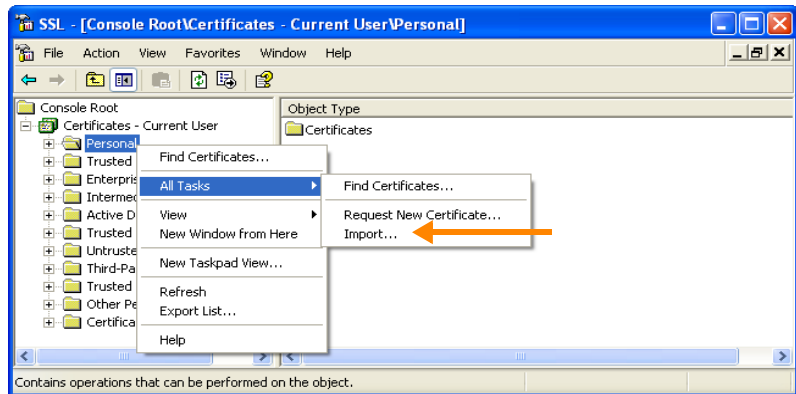 SSL - [Console Root\Certificates - Current User\Personal]
File Action View Favorites Window Help
Console Root
Object Type
Certificates - Current User
Certificates
Personal
Trusted
Enterpris
Intermed
Active D
Trusted
Untruste
Third-Pa
Trusted
Other Pe
Certifica
Find Certificates...
All Tasks
View
New Window from Here
New Taskpad View...
Refresh
Export List...
Help
Find Certificates...
Request New Certificate...
Import...
Contains operations that can be performed on the object.